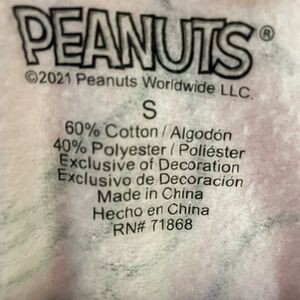 PEANUTS®
©2021 Peanuts Worldwide LLC.
S
60% Cotton / Algodón
40% Polyester / Poliéster
Exclusive of Decoration
Exclusivo de Decoración
Made in China
Hecho en China
RN# 71868